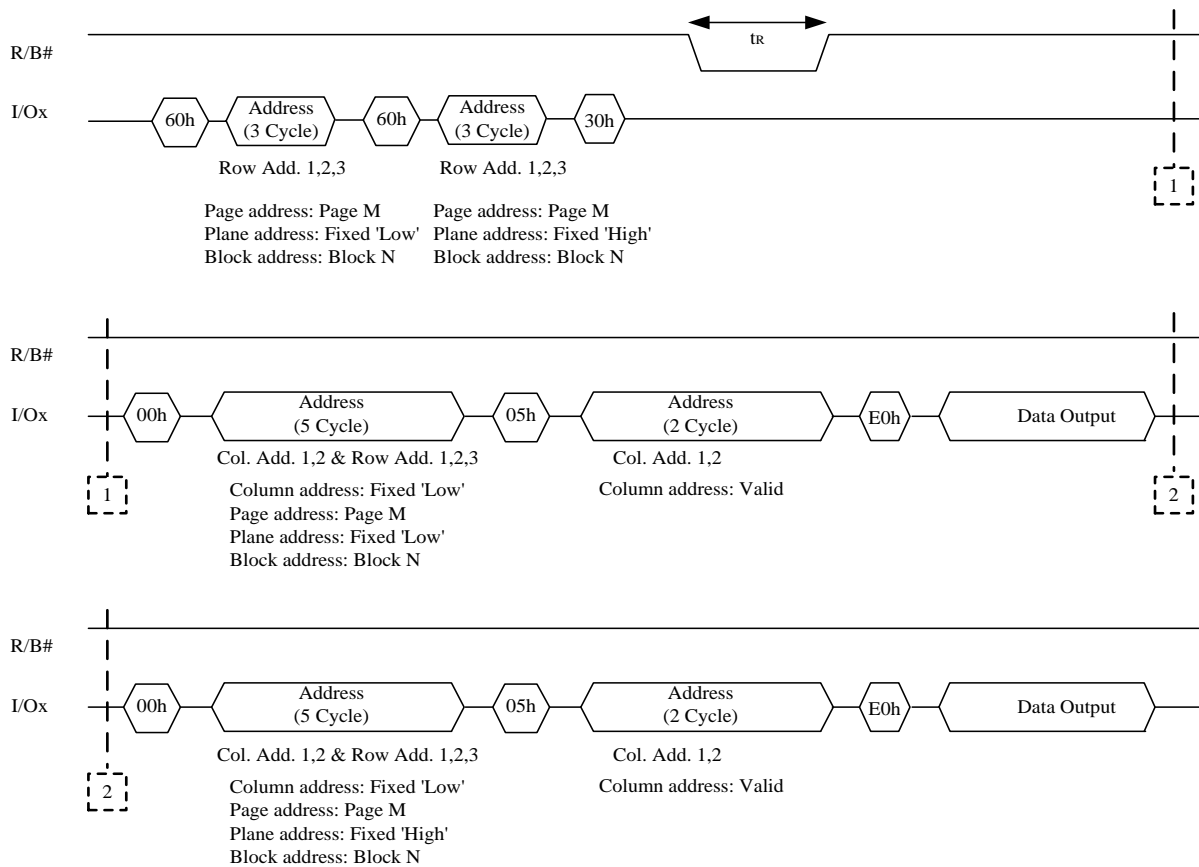 tR
R/B#
I/Ox
60h
Address
(3 Cycle)
60h
Address
(3 Cycle)
30h
Row Add. 1,2,3
Row Add. 1,2,3
Page address: Page M
Plane address: Fixed 'Low'
Block address: Block N
Page address: Page M
Plane address: Fixed 'High'
Block address: Block N
1
R/B#
I/Ox
00h
Address
(5 Cycle)
05h
Address
(2 Cycle)
E0h
Data Output
Col. Add. 1,2 & Row Add. 1,2,3
Col. Add. 1,2
Column address: Fixed 'Low'
Page address: Page M
Plane address: Fixed 'Low'
Block address: Block N
Column address: Valid
1
2
R/B#
I/Ox
00h
Address
(5 Cycle)
05h
Address
(2 Cycle)
E0h
Data Output
Col. Add. 1,2 & Row Add. 1,2,3
Col. Add. 1,2
Column address: Fixed 'Low'
Page address: Page M
Plane address: Fixed 'High'
Block address: Block N
Column address: Valid
2